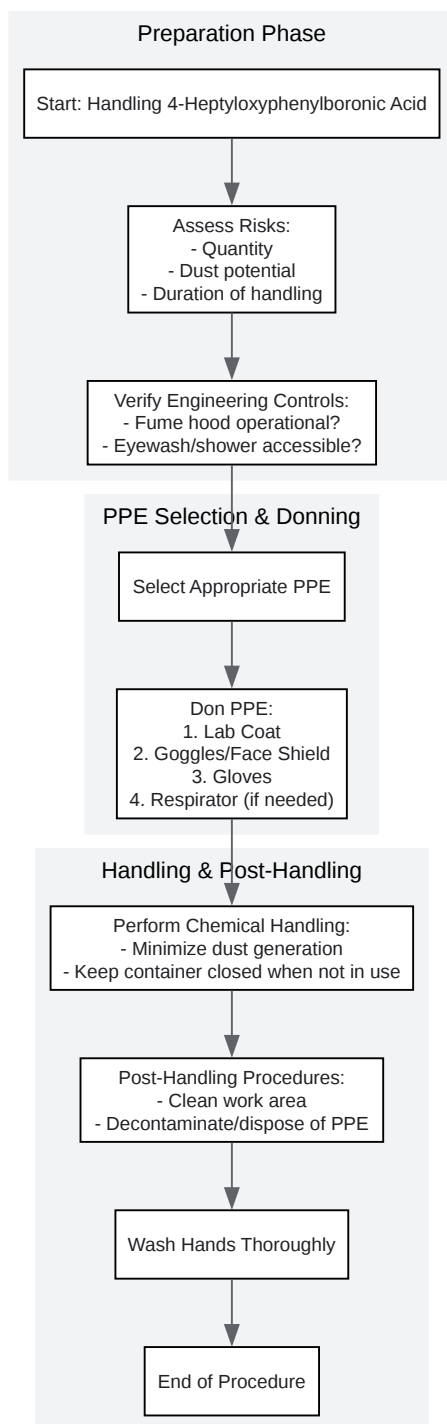 Preparation Phase
Start: Handling 4-Heptyloxyphenylboronic Acid
Assess Risks:
- Quantity
- Dust potential
- Duration of handling
Verify Engineering Controls:
- Fume hood operational?
- Eyewash/shower accessible?
PPE Selection & Donning
Select Appropriate PPE
Don PPE:
1. Lab Coat
2. Goggles/Face Shield
3. Gloves
4. Respirator (if needed)
Handling & Post-Handling
Perform Chemical Handling:
- Minimize dust generation
- Keep container closed when not in use
Post-Handling Procedures:
- Clean work area
- Decontaminate/dispose of PPE
Wash Hands Thoroughly
End of Procedure